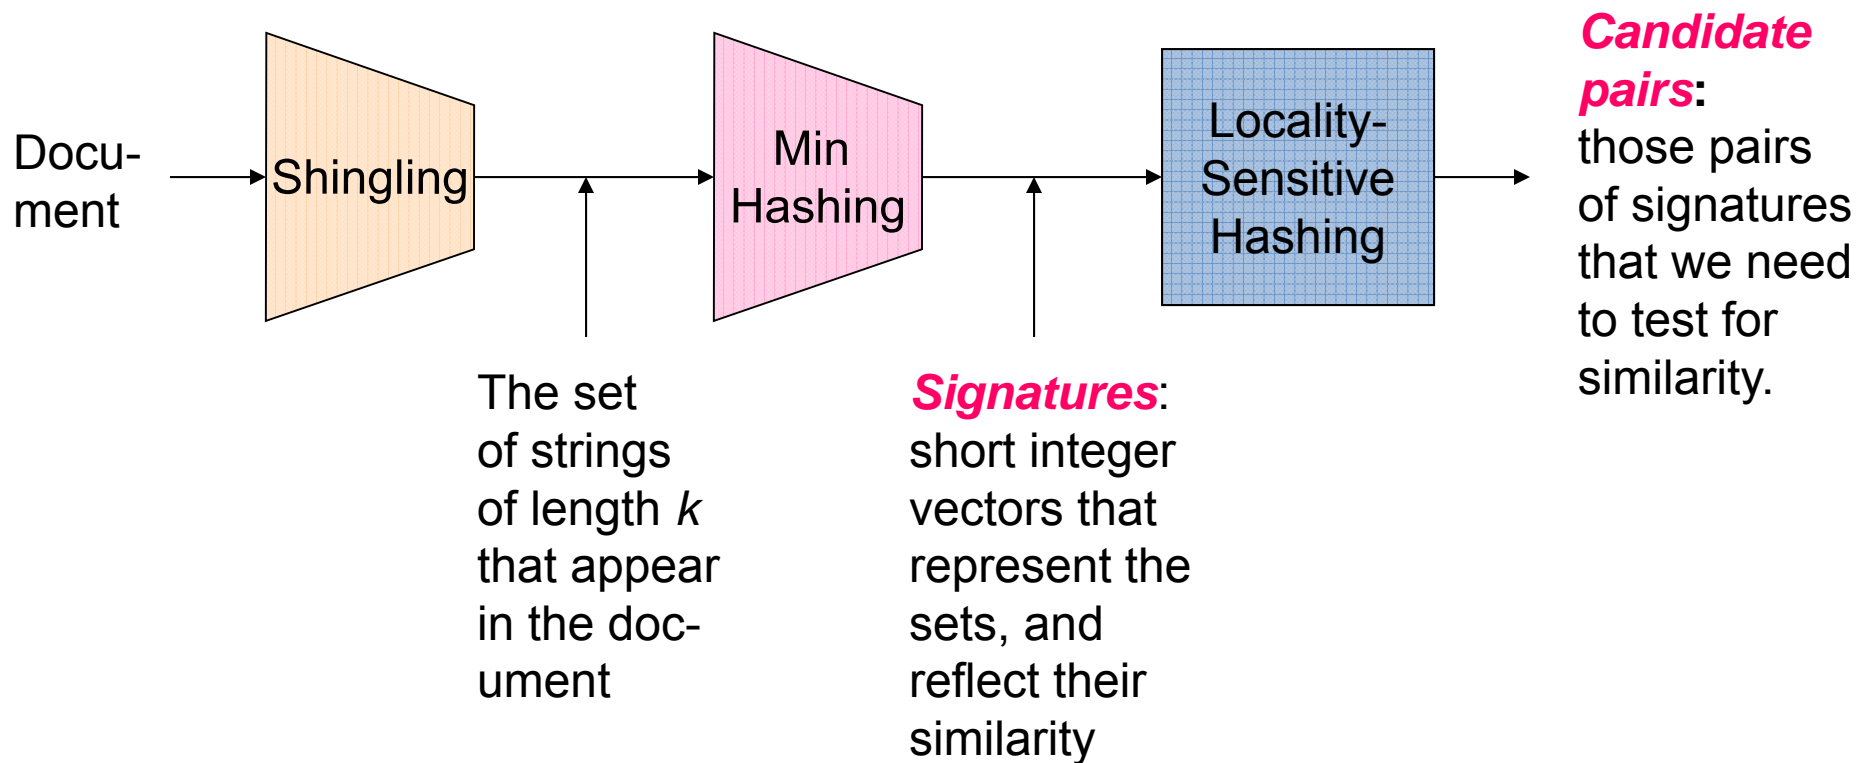 Docu-
ment
Shingling
The set
of strings
of length k
that appear
in the doc-
ument
Min
Hashing
Signatures:
short integer
vectors that
represent the
sets, and
reflect their
similarity
Locality-
Sensitive
Hashing
Candidate
pairs:
those pairs
of signatures
that we need
to test for
similarity.